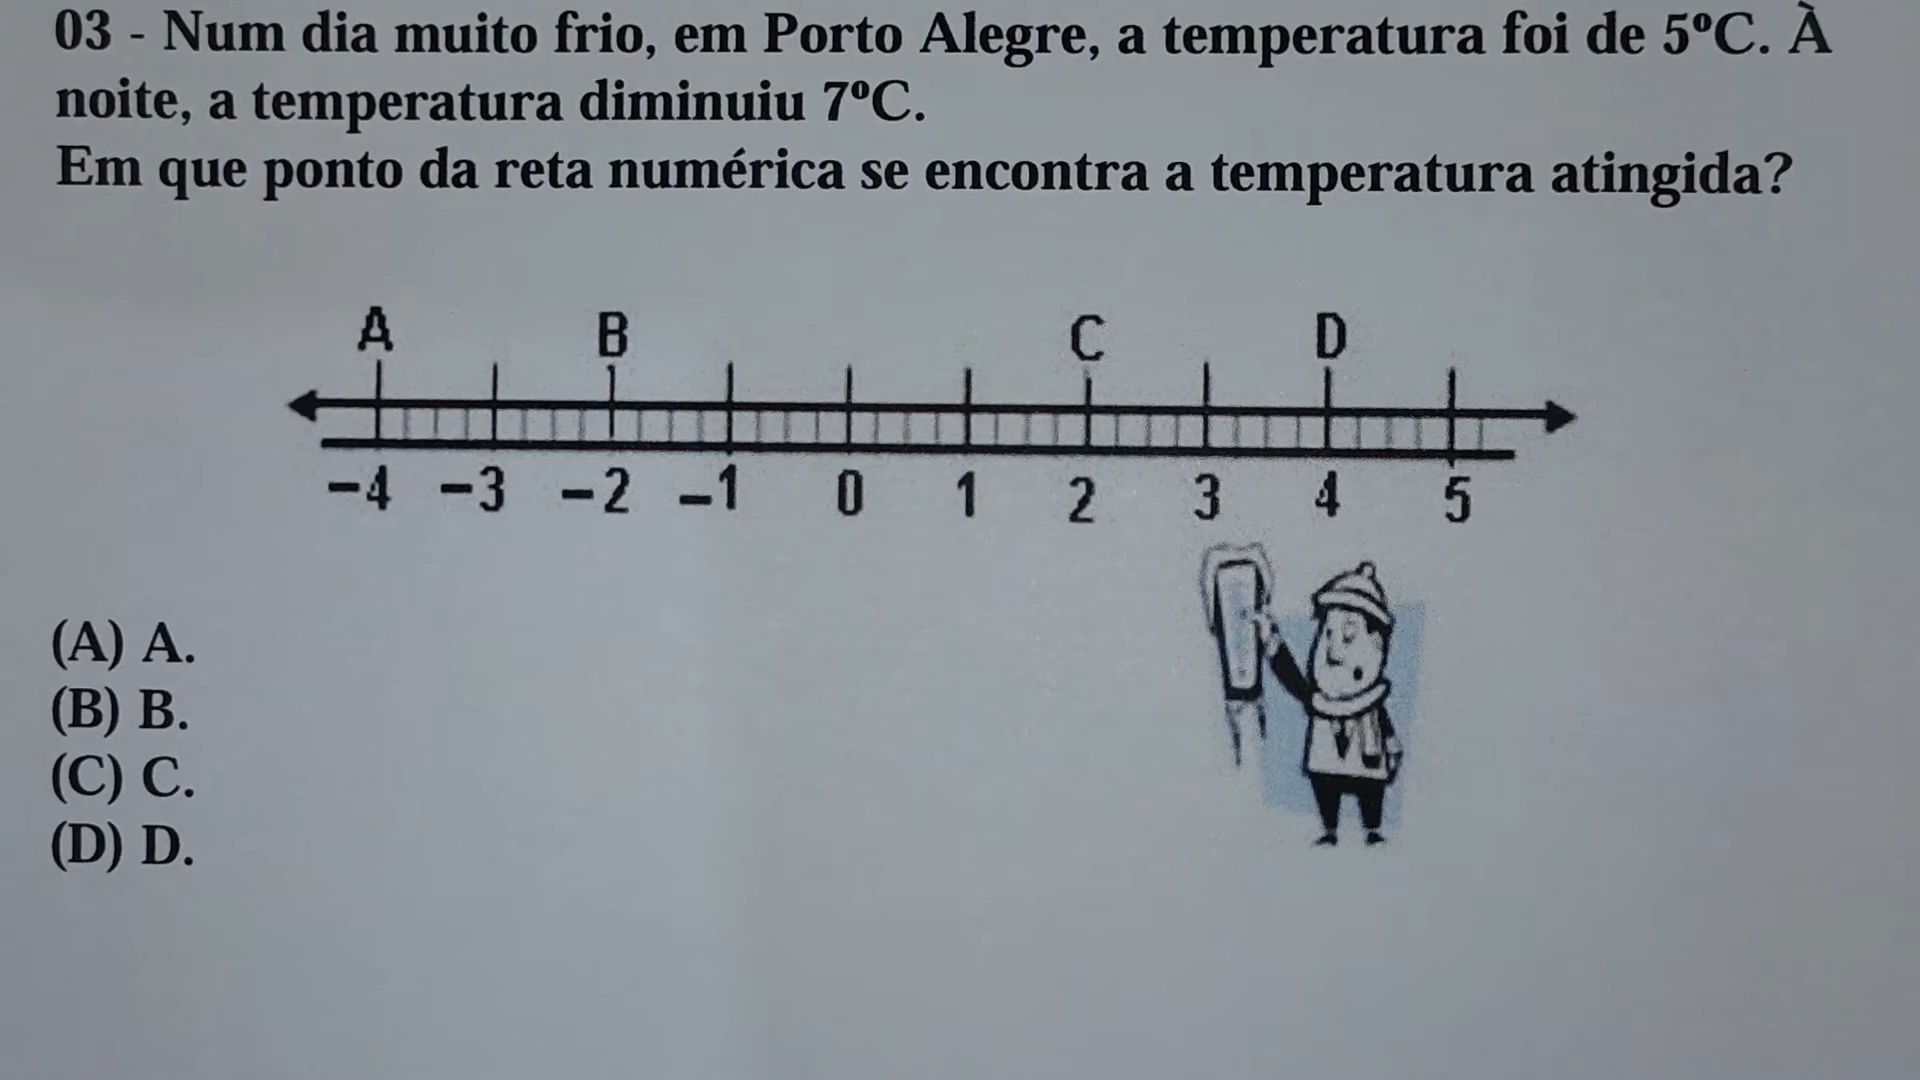 03 - Num dia muito frio, em Porto Alegre, a temperatura foi de 5ºC. À
noite, a temperatura diminuiu 7ºC.
Em que ponto da reta numérica se encontra a temperatura atingida?
A B C D
-4 -3 -2 -1 0 1 2 3 4 5
(A) A.
(B) B.
(C) C.
(D) D.